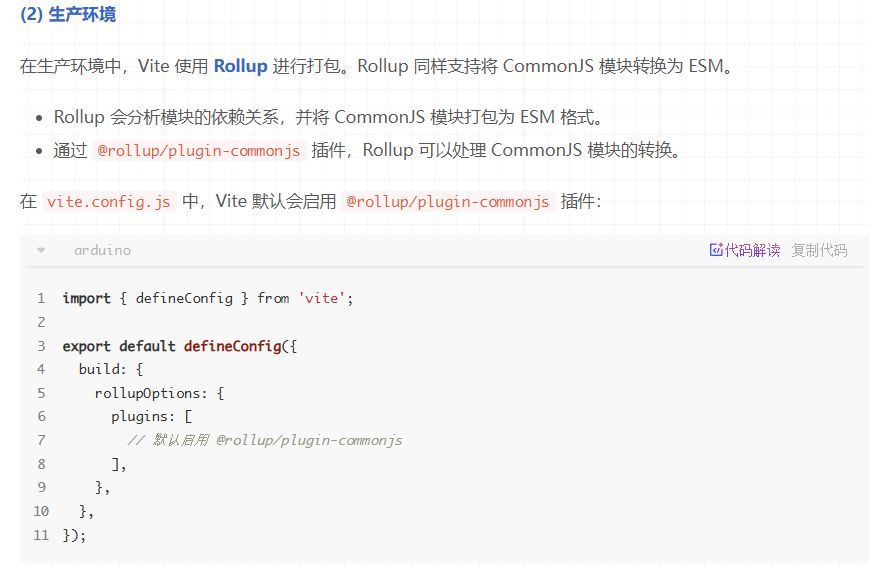 (2) 生产环境
在生产环境中，Vite 使用 Rollup 进行打包。Rollup 同样支持将 CommonJS 模块转换为 ESM。
• Rollup 会分析模块的依赖关系，并将 CommonJS 模块打包为 ESM 格式。
• 通过 @rollup/plugin-commonjs 插件，Rollup 可以处理 CommonJS 模块的转换。
在 vite.config.js 中，Vite 默认会启用 @rollup/plugin-commonjs 插件：
arduino 代码解读 复制代码
1 import { defineConfig } from 'vite';
2
3 export default defineConfig({
4   build: {
5     rollupOptions: {
6       plugins: [
7         // 默认启用 @rollup/plugin-commonjs
8       ],
9     },
10   },
11 });